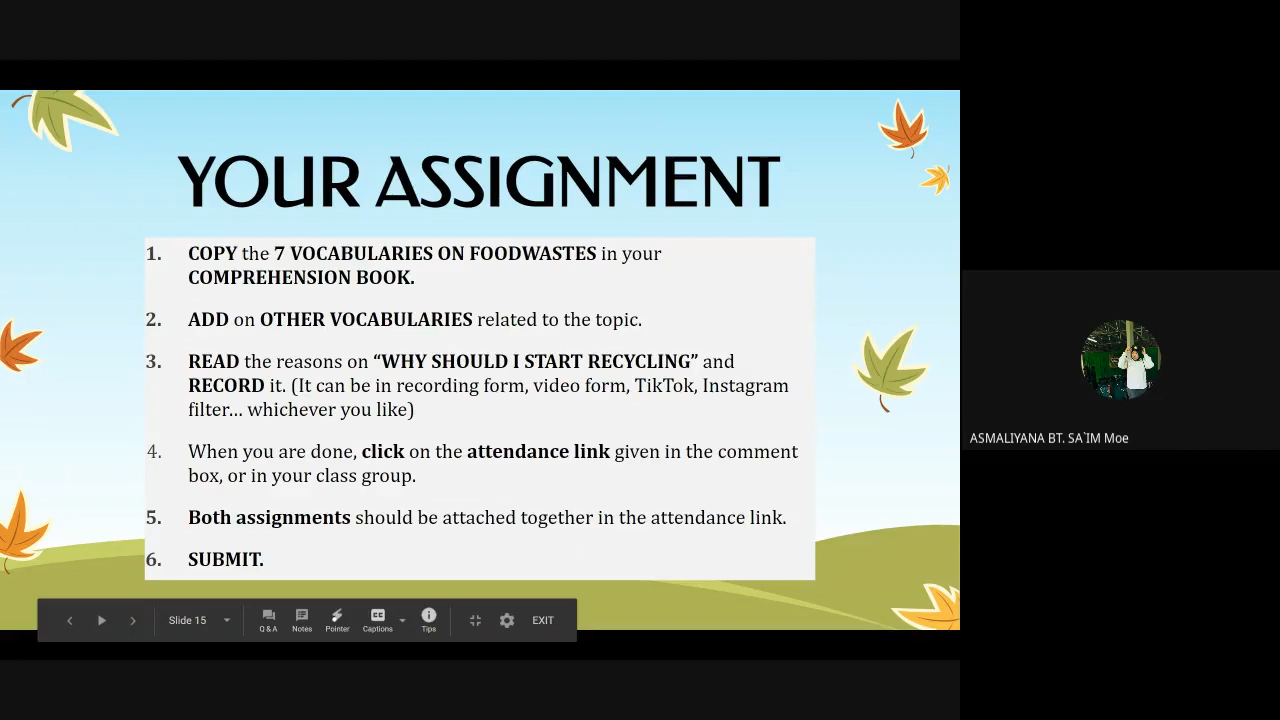 YOUR ASSIGNMENT
1. COPY the 7 VOCABULARIES ON FOODWASTES in your
COMPREHENSION BOOK.
2. ADD on OTHER VOCABULARIES related to the topic.
3. READ the reasons on “WHY SHOULD I START RECYCLING” and
RECORD it. (It can be in recording form, video form, TikTok, Instagram
filter... whichever you like)
4. When you are done, click on the attendance link given in the comment
box, or in your class group.
5. Both assignments should be attached together in the attendance link.
6. SUBMIT.
Slide 15
Q & A
Notes
Pointer
Captions
Tips
EXIT
ASMALIYANA BT. SA`IM Moe